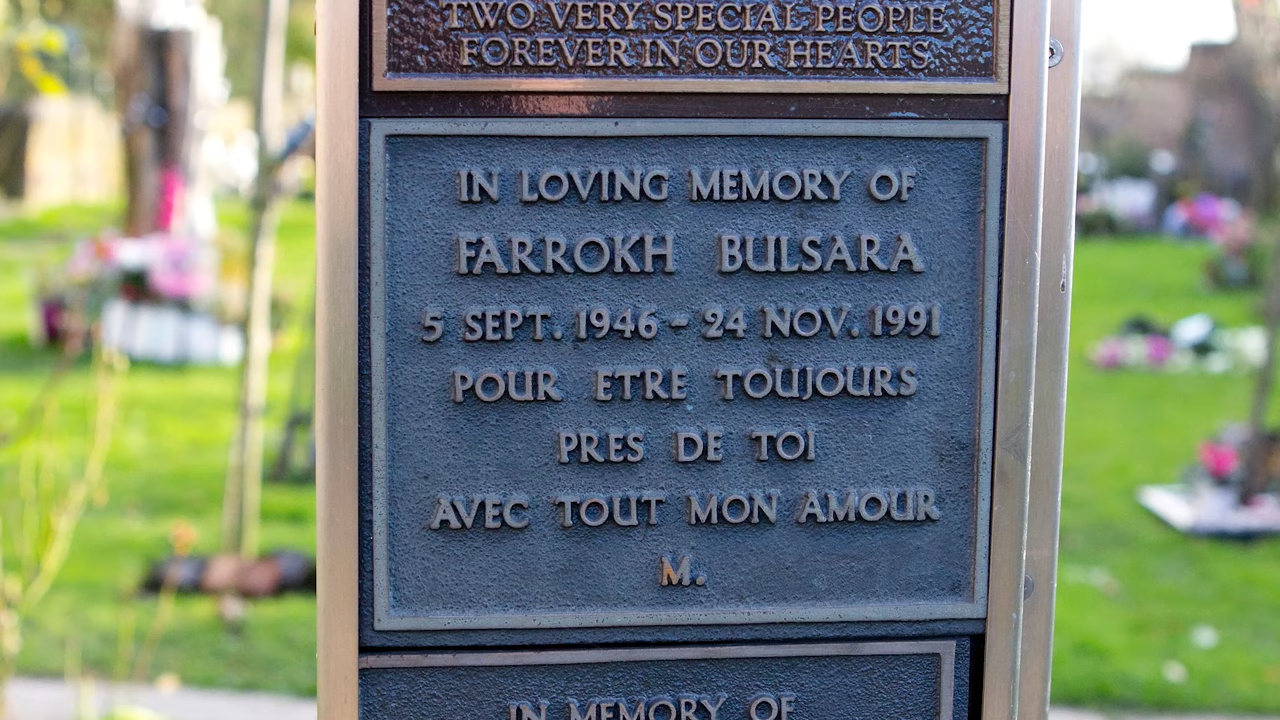 TWO VERY SPECIAL PEOPLE
FOREVER IN OUR HEARTS
IN LOVING MEMORY OF
FARROKH BULSARA
5 SEPT. 1946 - 24 NOV. 1991
POUR ETRE TOUJOURS
PRES DE TOI
AVEC TOUT MON AMOUR
M.
IN MEMORY OF